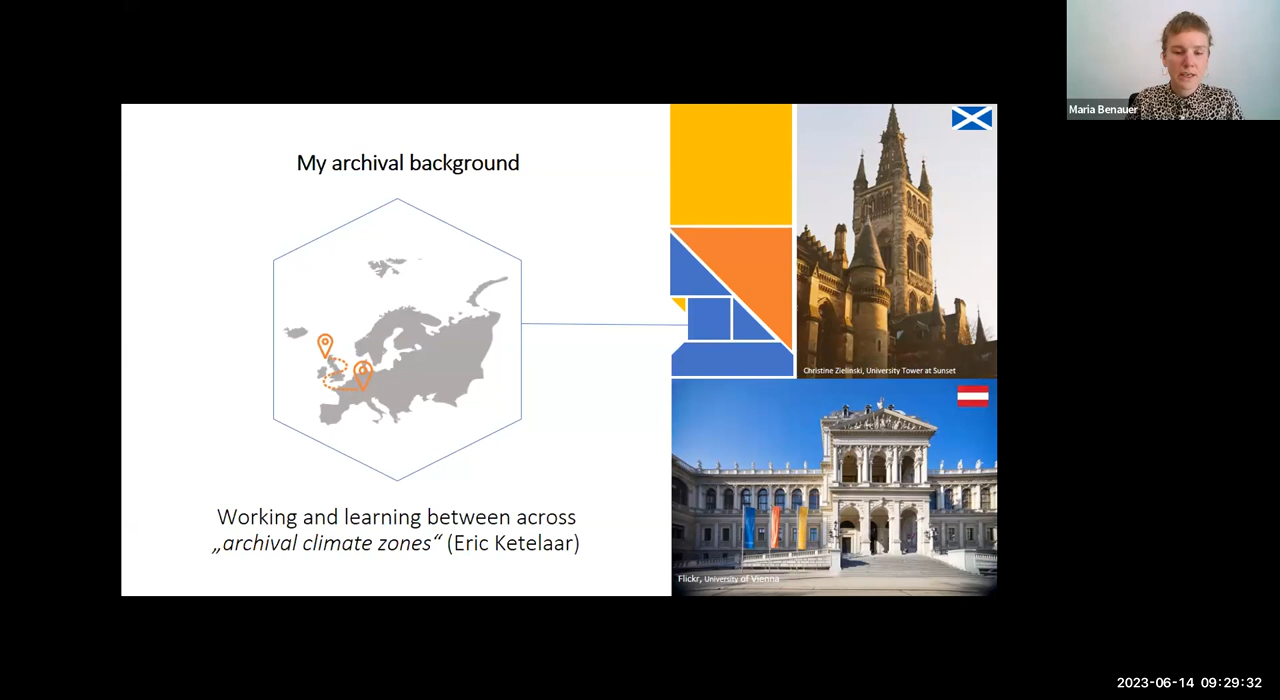 Maria Benauer
My archival background
Working and learning between across
„archival climate zones“ (Eric Ketelaar)
Christine Zielinski, University Tower at Sunset
Flickr, University of Vienna
2023-06-14 09:29:32